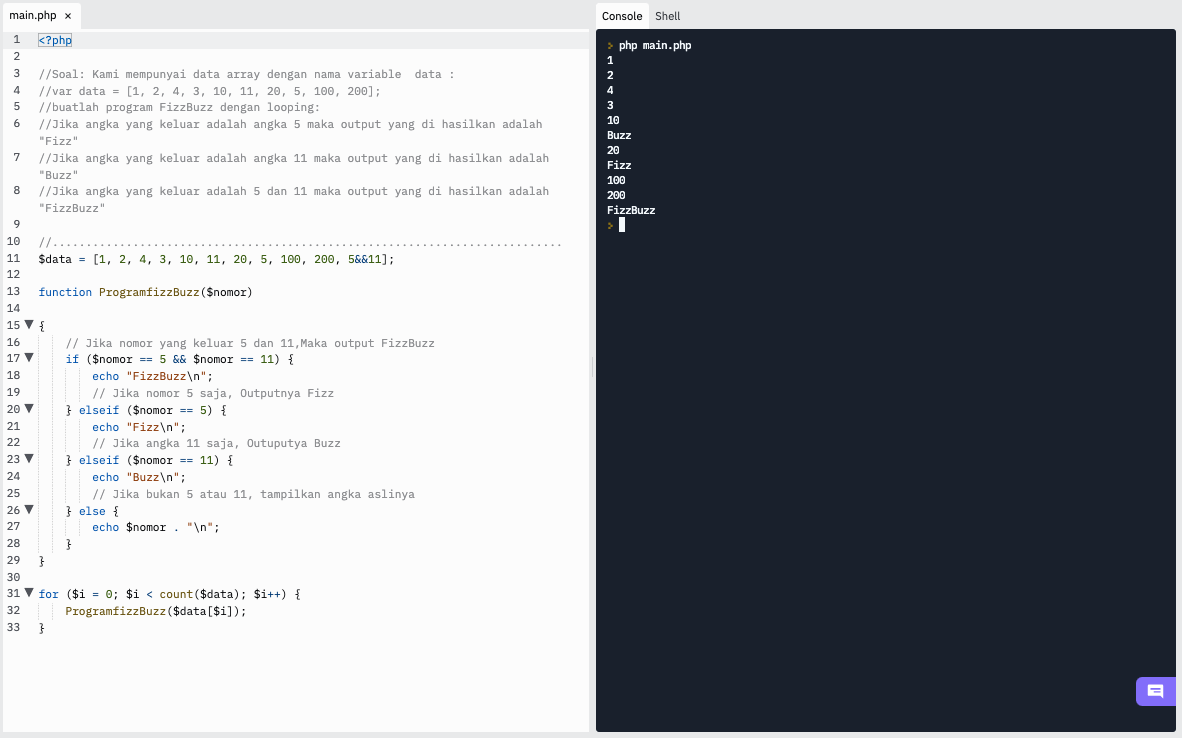 main.php ×
1 <?php
2
3 //Soal: Kami mempunyai data array dengan nama variable  data :
4 //var data = [1, 2, 4, 3, 10, 11, 20, 5, 100, 200];
5 //buatlah program FizzBuzz dengan looping:
6 //Jika angka yang keluar adalah angka 5 maka output yang di hasilkan adalah
"Fizz"
7 //Jika angka yang keluar adalah angka 11 maka output yang di hasilkan adalah
"Buzz"
8 //Jika angka yang keluar adalah 5 dan 11 maka output yang di hasilkan adalah
"FizzBuzz"
9
10 //............................................................................
11 $data = [1, 2, 4, 3, 10, 11, 20, 5, 100, 200, 5&&11];
12
13 function ProgramfizzBuzz($nomor)
14
15 {
16     // Jika nomor yang keluar 5 dan 11,Maka output FizzBuzz
17     if ($nomor == 5 && $nomor == 11) {
18         echo "FizzBuzz\n";
19         // Jika nomor 5 saja, Outputnya Fizz
20     } elseif ($nomor == 5) {
21         echo "Fizz\n";
22         // Jika angka 11 saja, Outuputya Buzz
23     } elseif ($nomor == 11) {
24         echo "Buzz\n";
25         // Jika bukan 5 atau 11, tampilkan angka aslinya
26     } else {
27         echo $nomor . "\n";
28     }
29 }
30
31 for ($i = 0; $i < count($data); $i++) {
32     ProgramfizzBuzz($data[$i]);
33 }
Console Shell
> php main.php
1
2
4
3
10
Buzz
20
Fizz
100
200
FizzBuzz
>